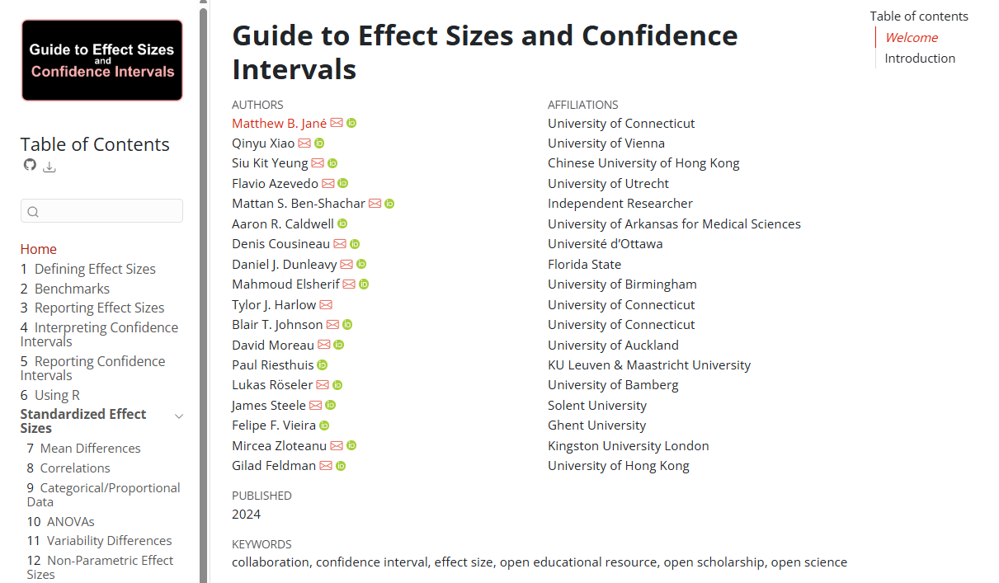 Guide to Effect Sizes
and
Confidence Intervals
Table of Contents
Home
1 Defining Effect Sizes
2 Benchmarks
3 Reporting Effect Sizes
4 Interpreting Confidence
Intervals
5 Reporting Confidence
Intervals
6 Using R
Standardized Effect
Sizes
7 Mean Differences
8 Correlations
9 Categorical/Proportional
Data
10 ANOVAs
11 Variability Differences
12 Non-Parametric Effect
Sizes
Guide to Effect Sizes and Confidence
Intervals
AUTHORS AFFILIATIONS
Matthew B. Jané University of Connecticut
Qinyu Xiao University of Vienna
Siu Kit Yeung Chinese University of Hong Kong
Flavio Azevedo University of Utrecht
Mattan S. Ben-Shachar Independent Researcher
Aaron R. Caldwell University of Arkansas for Medical Sciences
Denis Cousineau Université d’Ottawa
Daniel J. Dunleavy Florida State
Mahmoud Elsherif University of Birmingham
Tylor J. Harlow University of Connecticut
Blair T. Johnson University of Connecticut
David Moreau University of Auckland
Paul Riesthuis KU Leuven & Maastricht University
Lukas Röseler University of Bamberg
James Steele Solent University
Felipe F. Vieira Ghent University
Mircea Zloteanu Kingston University London
Gilad Feldman University of Hong Kong
PUBLISHED
2024
KEYWORDS
collaboration, confidence interval, effect size, open educational resource, open scholarship, open science
Table of contents
Welcome
Introduction